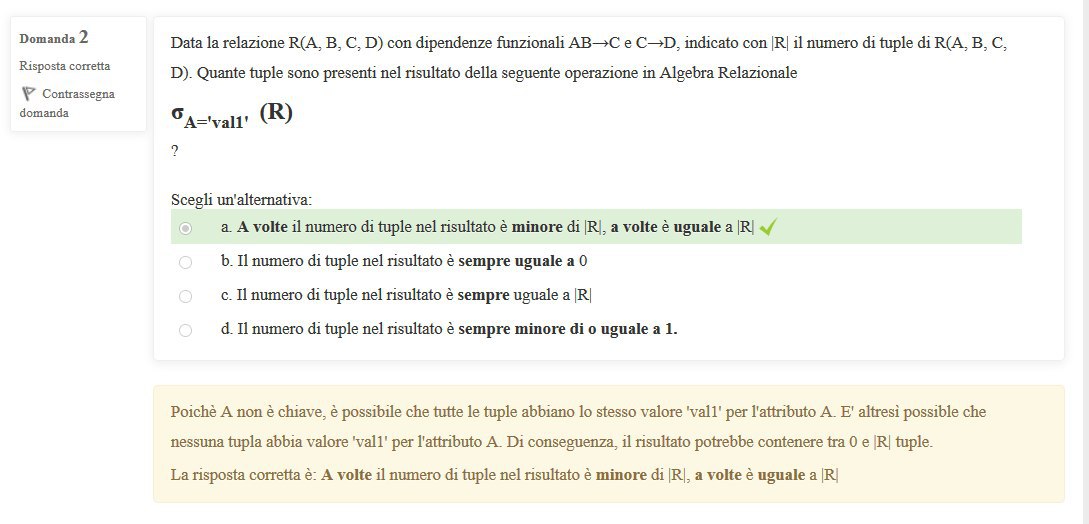 Domanda 2
Risposta corretta
Contrassegna
domanda
Data la relazione R(A, B, C, D) con dipendenze funzionali AB→C e C→D, indicato con |R| il numero di tuple di R(A, B, C,
D). Quante tuple sono presenti nel risultato della seguente operazione in Algebra Relazionale
σA='val1' (R)
?
Scegli un'alternativa:
a. A volte il numero di tuple nel risultato è minore di |R|, a volte è uguale a |R|
b. Il numero di tuple nel risultato è sempre uguale a 0
c. Il numero di tuple nel risultato è sempre uguale a |R|
d. Il numero di tuple nel risultato è sempre minore di o uguale a 1.
Poichè A non è chiave, è possibile che tutte le tuple abbiano lo stesso valore 'val1' per l'attributo A. E' altresì possible che
nessuna tupla abbia valore 'val1' per l'attributo A. Di conseguenza, il risultato potrebbe contenere tra 0 e |R| tuple.
La risposta corretta è: A volte il numero di tuple nel risultato è minore di |R|, a volte è uguale a |R|